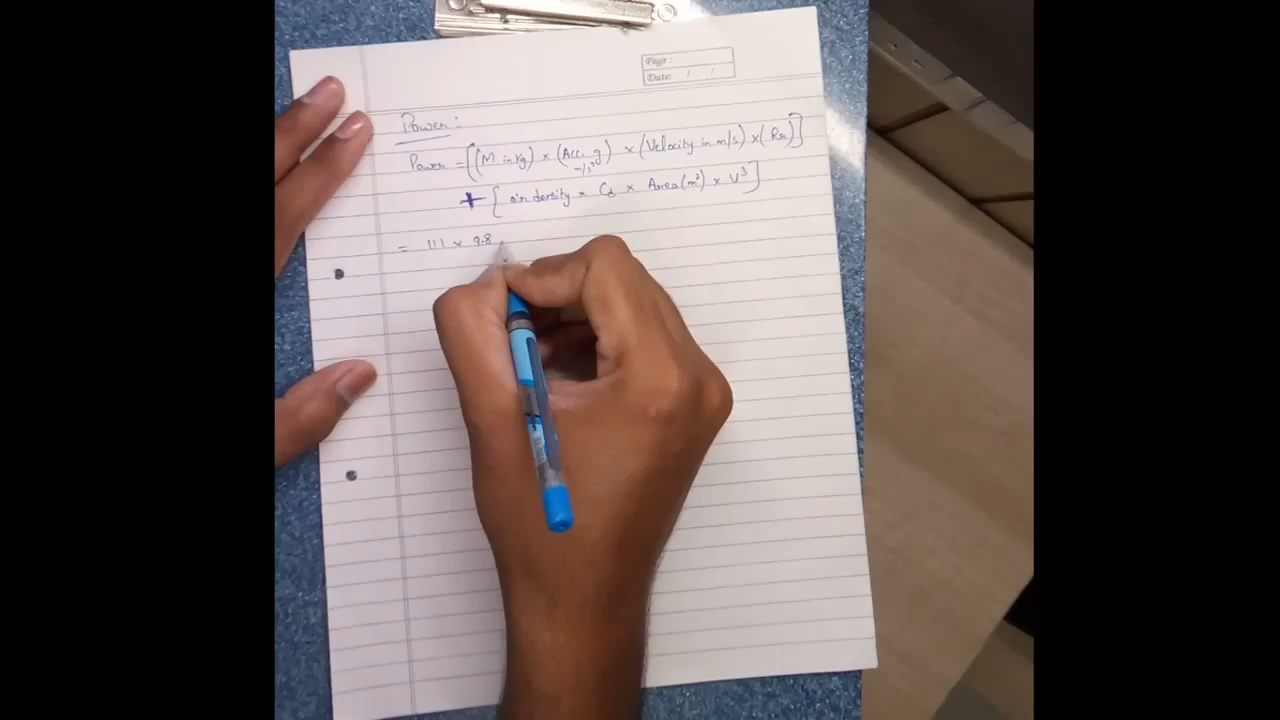 Page:
Date: / /
Power:
Power = [(M in Kg) × (Acc. g) × (Velocity in m/s) × (Rr)]
m/s²
+ [air density × Cd × Area(m²) × V³]
= 111 × 9.8